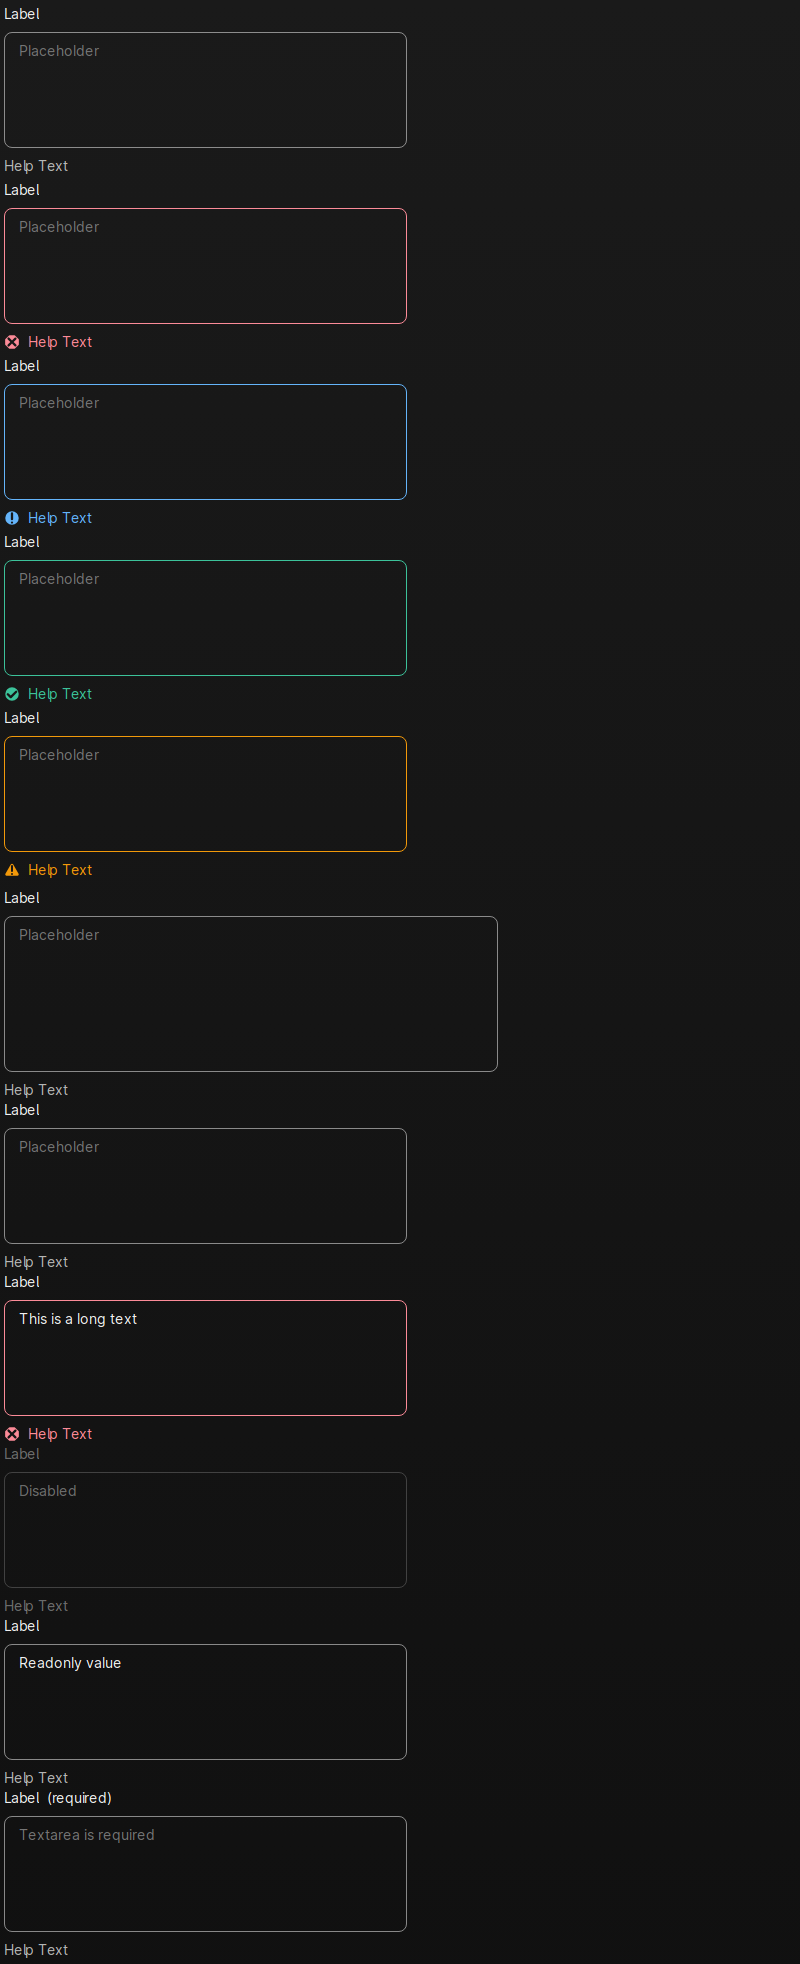 Label
Placeholder
Help Text
Label
Placeholder
Help Text
Label
Placeholder
Help Text
Label
Placeholder
Help Text
Label
Placeholder
Help Text
Label
Placeholder
Help Text
Label
Placeholder
Help Text
Label
This is a long text
Help Text
Label
Disabled
Help Text
Label
Readonly value
Help Text
Label (required)
Textarea is required
Help Text